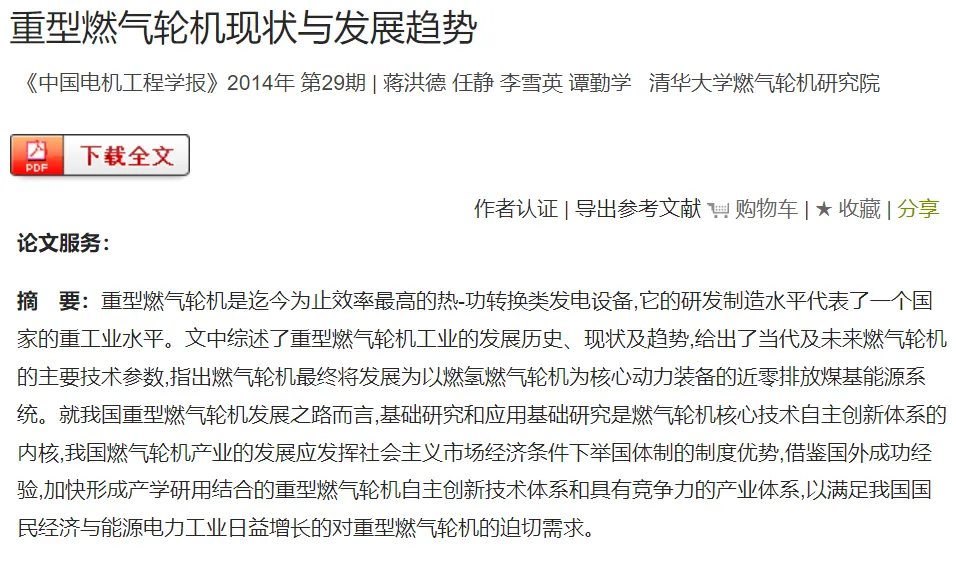 重型燃气轮机现状与发展趋势
《中国电机工程学报》2014年 第29期 | 蒋洪德 任静 李雪英 谭勤学 清华大学燃气轮机研究院
PDF 下载全文
作者认证 | 导出参考文献 购物车 | ★ 收藏 | 分享
论文服务：
摘 要：重型燃气轮机是迄今为止效率最高的热-功转换类发电设备,它的研发制造水平代表了一个国
家的重工业水平。文中综述了重型燃气轮机工业的发展历史、现状及趋势,给出了当代及未来燃气轮机
的主要技术参数,指出燃气轮机最终将发展为以燃氢燃气轮机为核心动力装备的近零排放煤基能源系
统。就我国重型燃气轮机发展之路而言,基础研究和应用基础研究是燃气轮机核心技术自主创新体系的
内核,我国燃气轮机产业的发展应发挥社会主义市场经济条件下举国体制的制度优势,借鉴国外成功经
验,加快形成产学研用结合的重型燃气轮机自主创新技术体系和具有竞争力的产业体系,以满足我国国
民经济与能源电力工业日益增长的对重型燃气轮机的迫切需求。